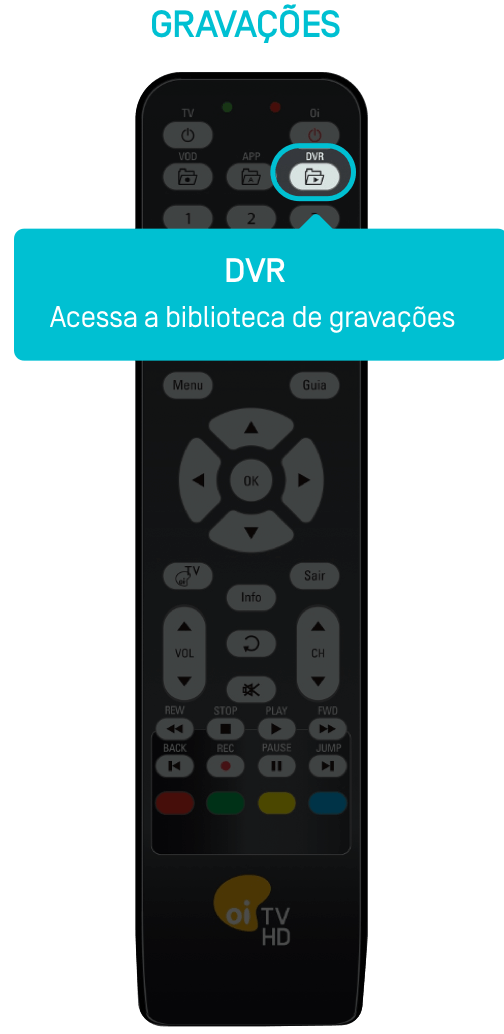 GRAVAÇÕES
TV Oi
VOD APP DVR
1 2
DVR
Acessa a biblioteca de gravações
Menu Guia
OK
oi TV Sair
Info
VOL CH
REW STOP PLAY FWD
BACK REC PAUSE JUMP
oi TV
HD